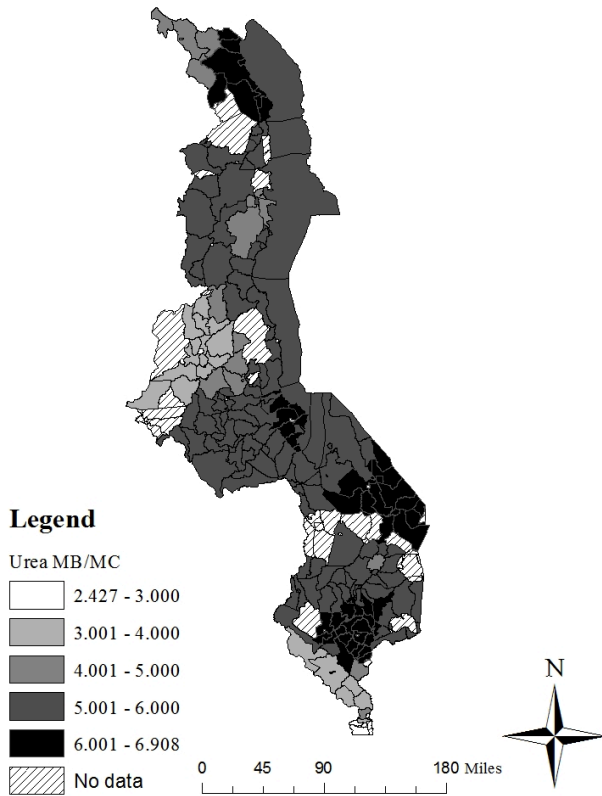 Legend
Urea MB/MC
2.427 - 3.000
3.001 - 4.000
4.001 - 5.000
5.001 - 6.000
6.001 - 6.908
No data
N
0 45 90 180 Miles